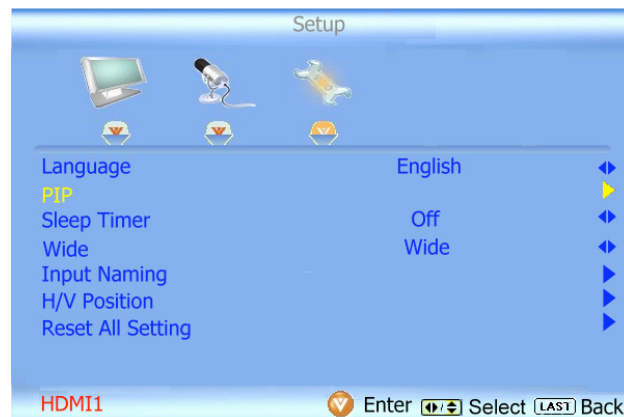 Setup
Language English
PIP
Sleep Timer Off
Wide Wide
Input Naming
H/V Position
Reset All Setting
HDMI1 Enter Select LAST Back